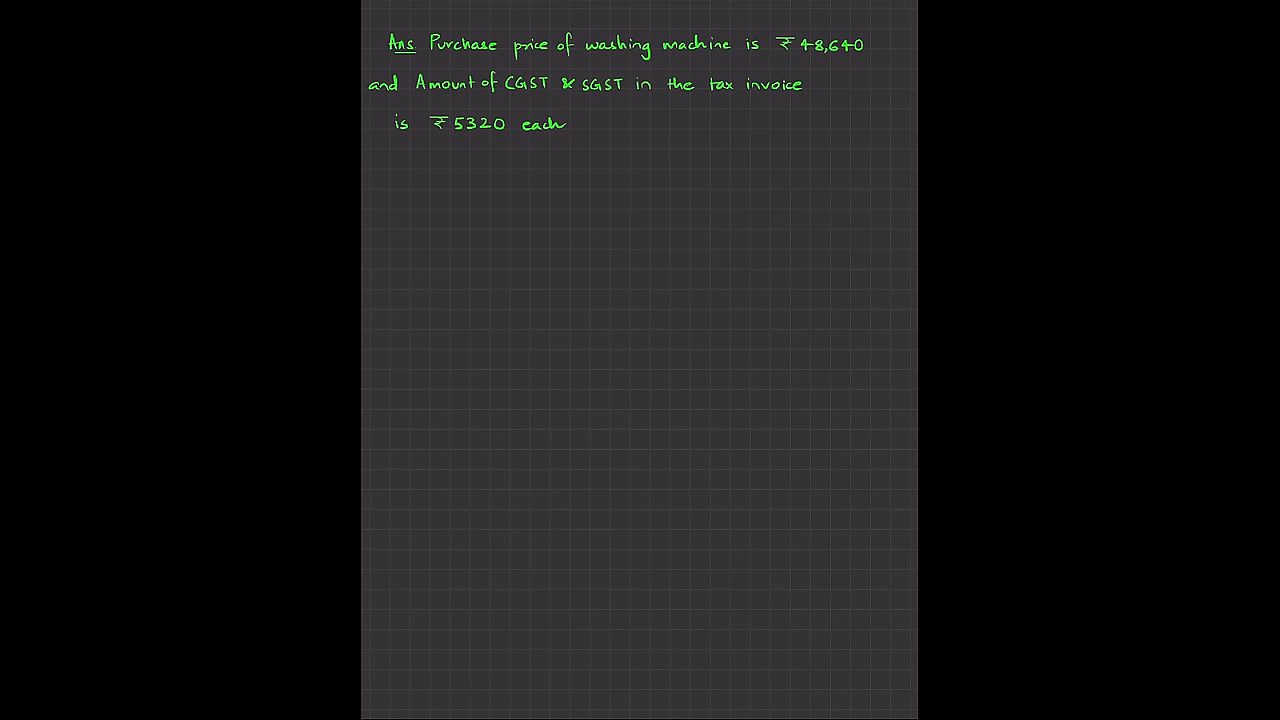 Ans Purchase price of washing machine is ₹48,640
and Amount of CGST & SGST in the tax invoice
is ₹5320 each